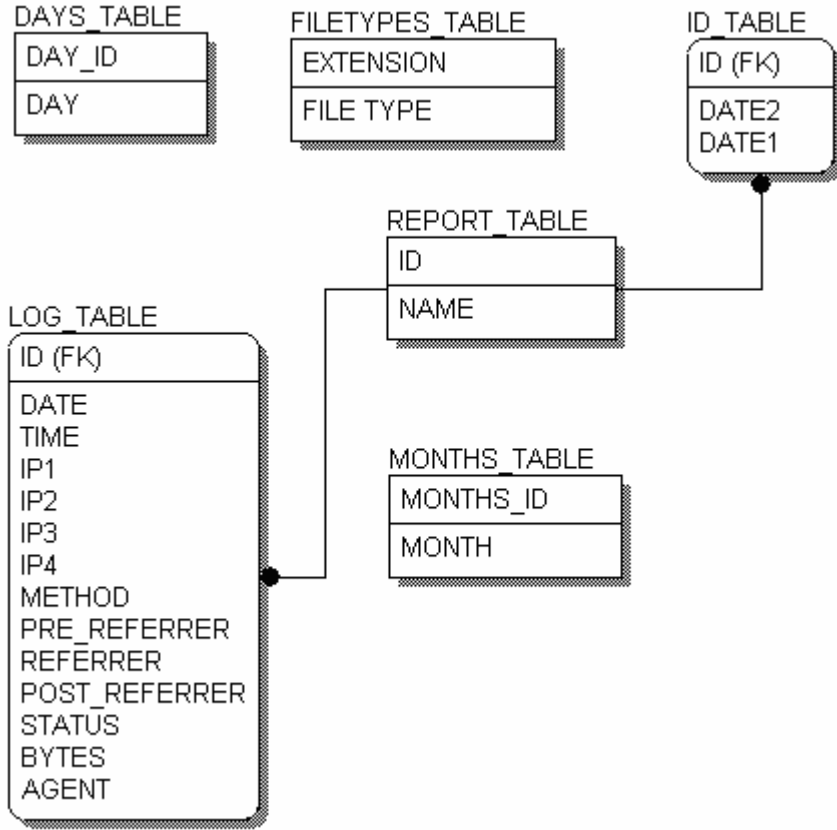 DAYS_TABLE
DAY_ID
DAY
FILETYPES_TABLE
EXTENSION
FILE TYPE
ID_TABLE
ID (FK)
DATE2
DATE1
REPORT_TABLE
ID
NAME
LOG_TABLE
ID (FK)
DATE
TIME
IP1
IP2
IP3
IP4
METHOD
PRE_REFERRER
REFERRER
POST_REFERRER
STATUS
BYTES
AGENT
MONTHS_TABLE
MONTHS_ID
MONTH